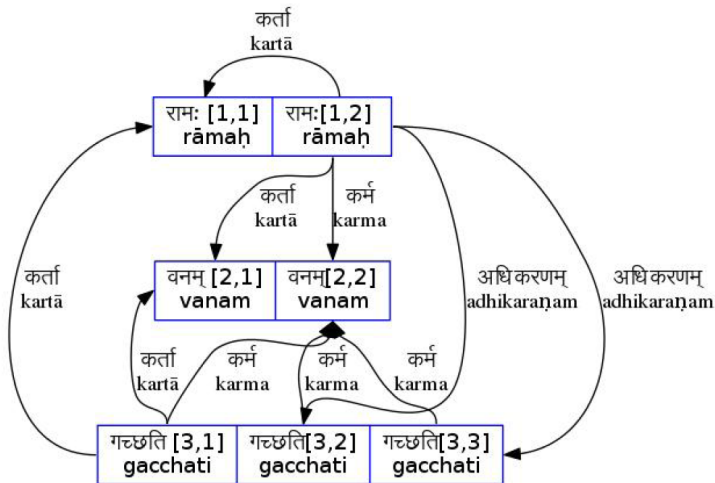 कर्ता
kartā
रामः [1,1] रामः[1,2]
rāmaḥ rāmaḥ
कर्ता कर्म
kartā karma
वनम् [2,1] वनम्[2,2]
vanam vanam
कर्ता
kartā
अधिकरणम्
adhikaraṇam
अधिकरणम्
adhikaraṇam
कर्ता कर्म कर्म कर्म
kartā karma karma karma
गच्छति [3,1] गच्छति[3,2] गच्छति[3,3]
gacchati gacchati gacchati